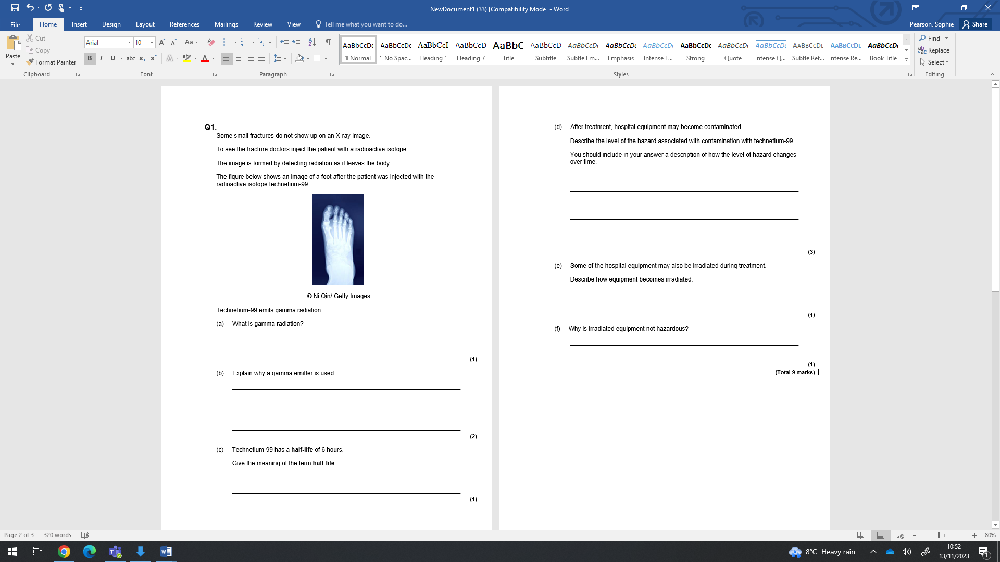 NewDocument1 (33) [Compatibility Mode] - Word
File Home Insert Design Layout References Mailings Review View Tell me what you want to do... Pearson, Sophie Share
Paste
Cut
Copy
Format Painter
Clipboard
Arial 10
Aa
B I U abc x₂ x² A A
Font
Paragraph
AaBbCcDc AaBbCcDc AaBbCcI AaBbCcD AaBbC AaBbCcD AaBbCcDt AaBbCcDt AaBbCcDt AaBbCcDc AaBbCcDt AaBbCcDt AABBCCDE AABBCCDE AaBbCcDt
¶ Normal ¶ No Spac... Heading 1 Heading 7 Title Subtitle Subtle Em... Emphasis Intense E... Strong Quote Intense Q... Subtle Ref... Intense Re... Book Title
Styles
Find
Replace
Select
Editing
Q1.
Some small fractures do not show up on an X-ray image.
To see the fracture doctors inject the patient with a radioactive isotope.
The image is formed by detecting radiation as it leaves the body.
The figure below shows an image of a foot after the patient was injected with the
radioactive isotope technetium-99.
© Ni Qin/ Getty Images
Technetium-99 emits gamma radiation.
(a) What is gamma radiation?
(1)
(b) Explain why a gamma emitter is used.
(2)
(c) Technetium-99 has a half-life of 6 hours.
Give the meaning of the term half-life.
(1)
(d) After treatment, hospital equipment may become contaminated.
Describe the level of the hazard associated with contamination with technetium-99.
You should include in your answer a description of how the level of hazard changes
over time.
(3)
(e) Some of the hospital equipment may also be irradiated during treatment.
Describe how equipment becomes irradiated.
(1)
(f) Why is irradiated equipment not hazardous?
(1)
(Total 9 marks)
Page 2 of 3 320 words
80%
8°C Heavy rain
10:52
13/11/2023
1